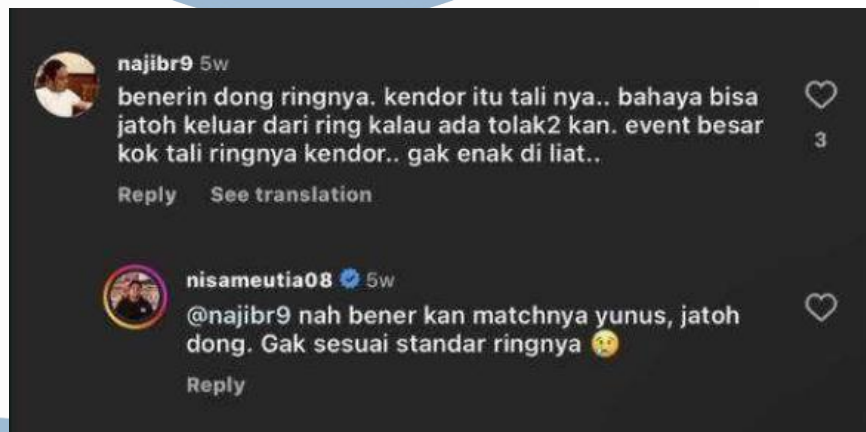 najibr9 5w
benerin dong ringnya. kendor itu tali nya.. bahaya bisa
jatoh keluar dari ring kalau ada tolak2 kan. event besar
kok tali ringnya kendor.. gak enak di liat..
3
Reply See translation
nisameutia08 5w
@najibr9 nah bener kan matchnya yunus, jatoh
dong. Gak sesuai standar ringnya 😢
Reply